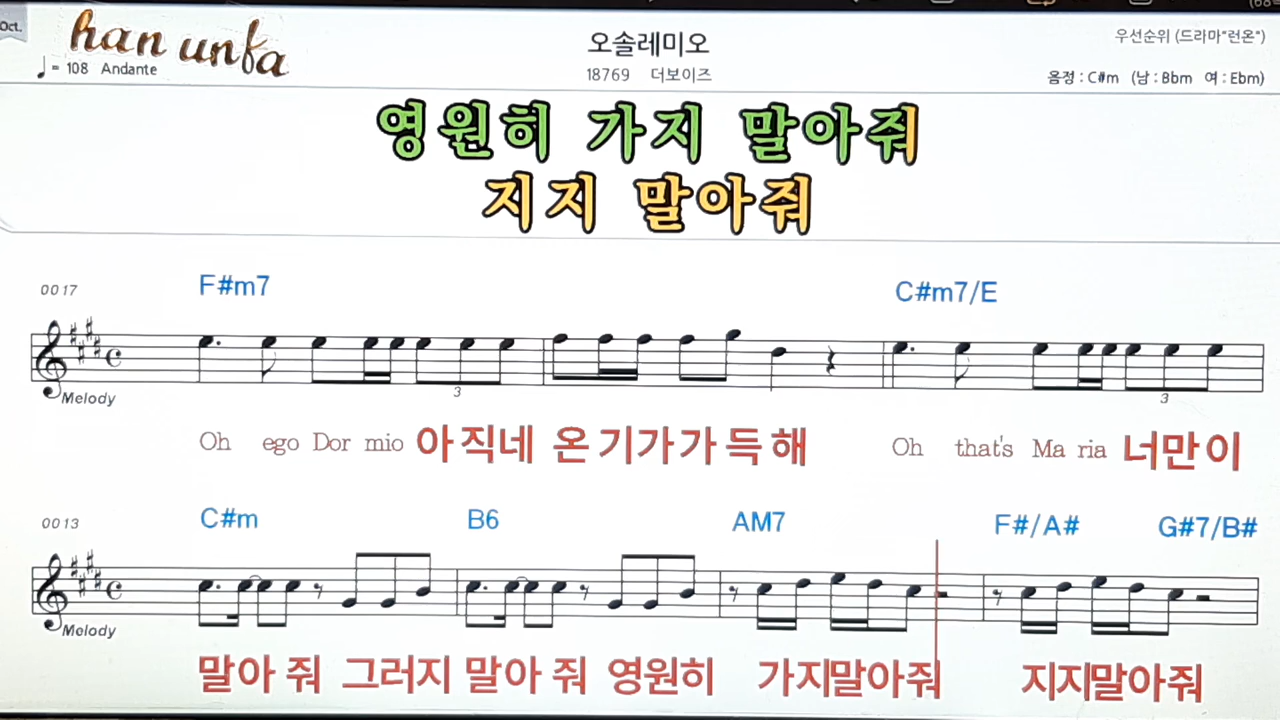 Oct.
han unfa
오솔레미오
우선순위 (드라마"런온")
♩= 108 Andante
18769 더보이즈
음정 : C#m (남 : Bbm 여 : Ebm)
영원히 가지 말아줘
지지 말아줘
0017
F#m7 C#m7/E
Melody
3 3
Oh ego Dor mio 아직네 온기가가득해 Oh that's Ma ria 너만이
0013
C#m B6 AM7 F#/A# G#7/B#
Melody
말아 줘 그러지 말아 줘 영원히 가지말아줘 지지말아줘